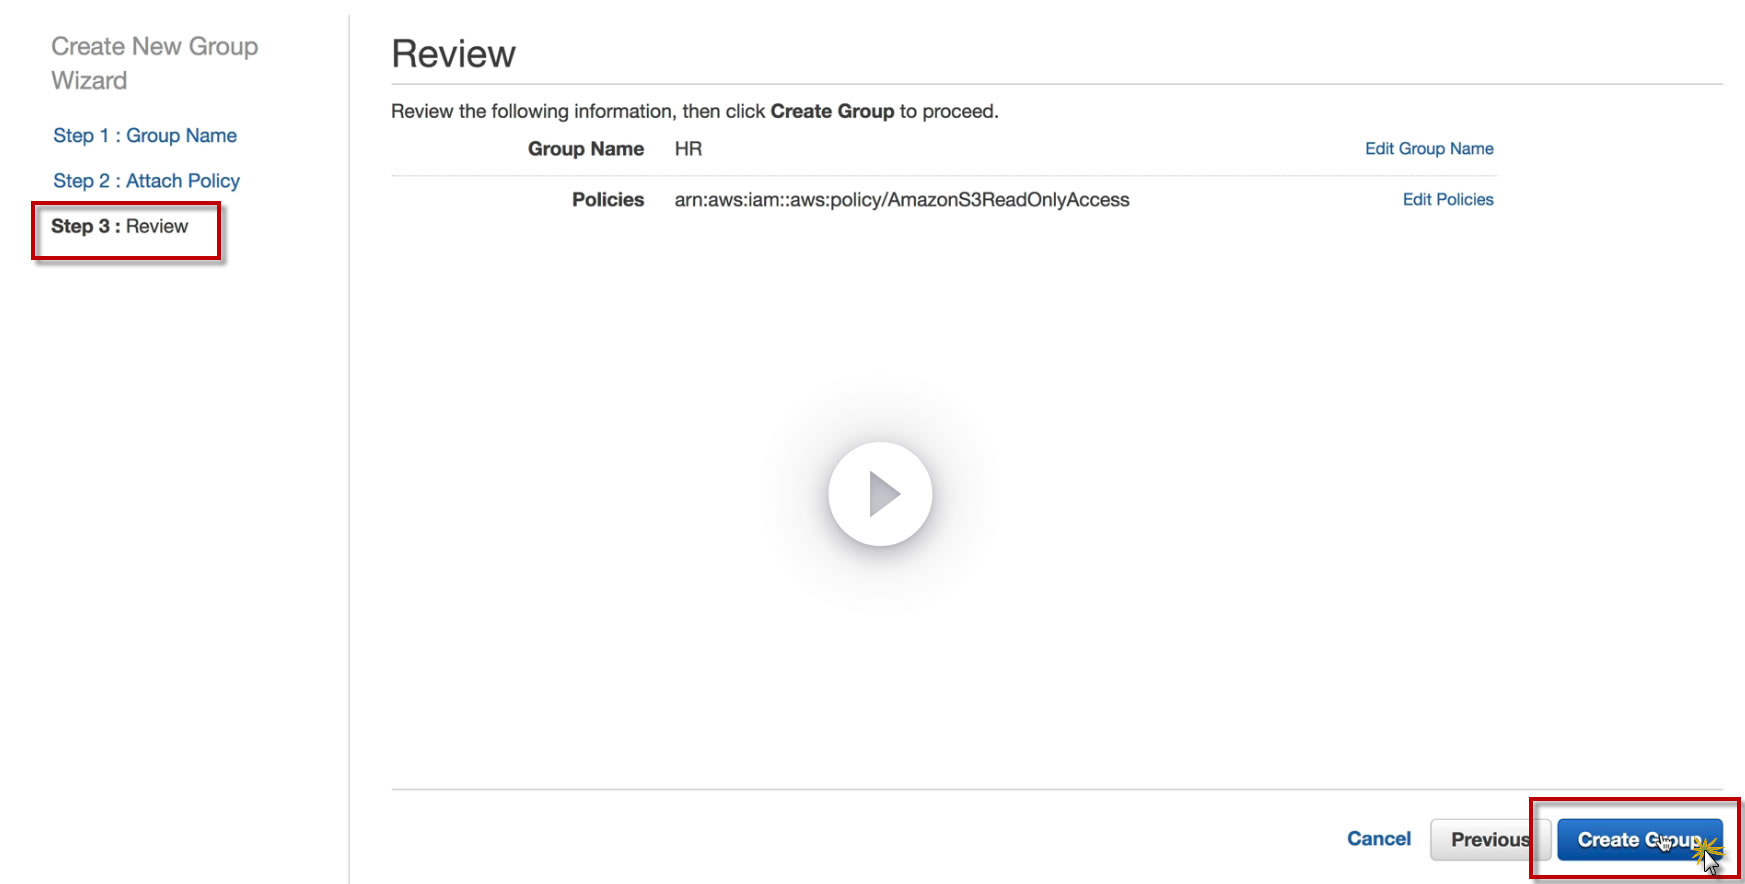 Create New Group
Wizard
Step 1 : Group Name
Step 2 : Attach Policy
Step 3 : Review
Review
Review the following information, then click Create Group to proceed.
Group Name HR Edit Group Name
Policies arn:aws:iam::aws:policy/AmazonS3ReadOnlyAccess Edit Policies
Cancel Previous Create Group